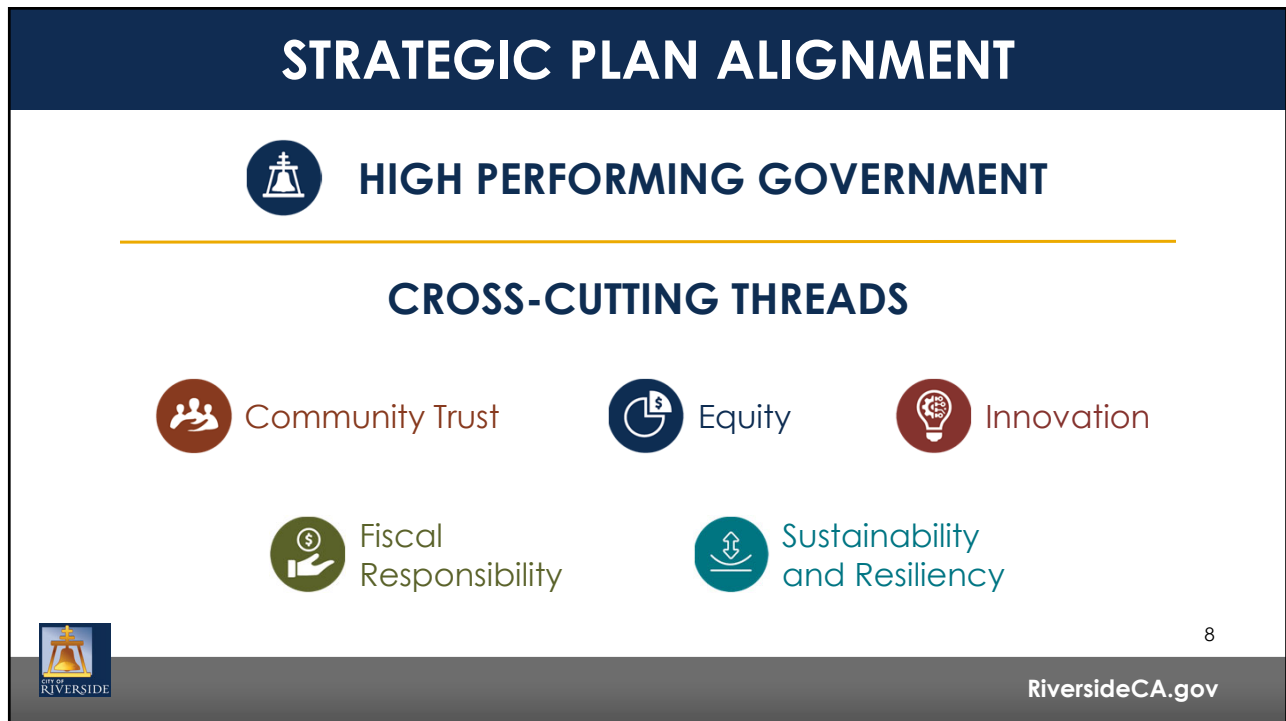 STRATEGIC PLAN ALIGNMENT
HIGH PERFORMING GOVERNMENT
CROSS-CUTTING THREADS
Community Trust
$
Equity
Innovation
$
Fiscal
Responsibility
Sustainability
and Resiliency
8
CITY OF
RIVERSIDE
RiversideCA.gov